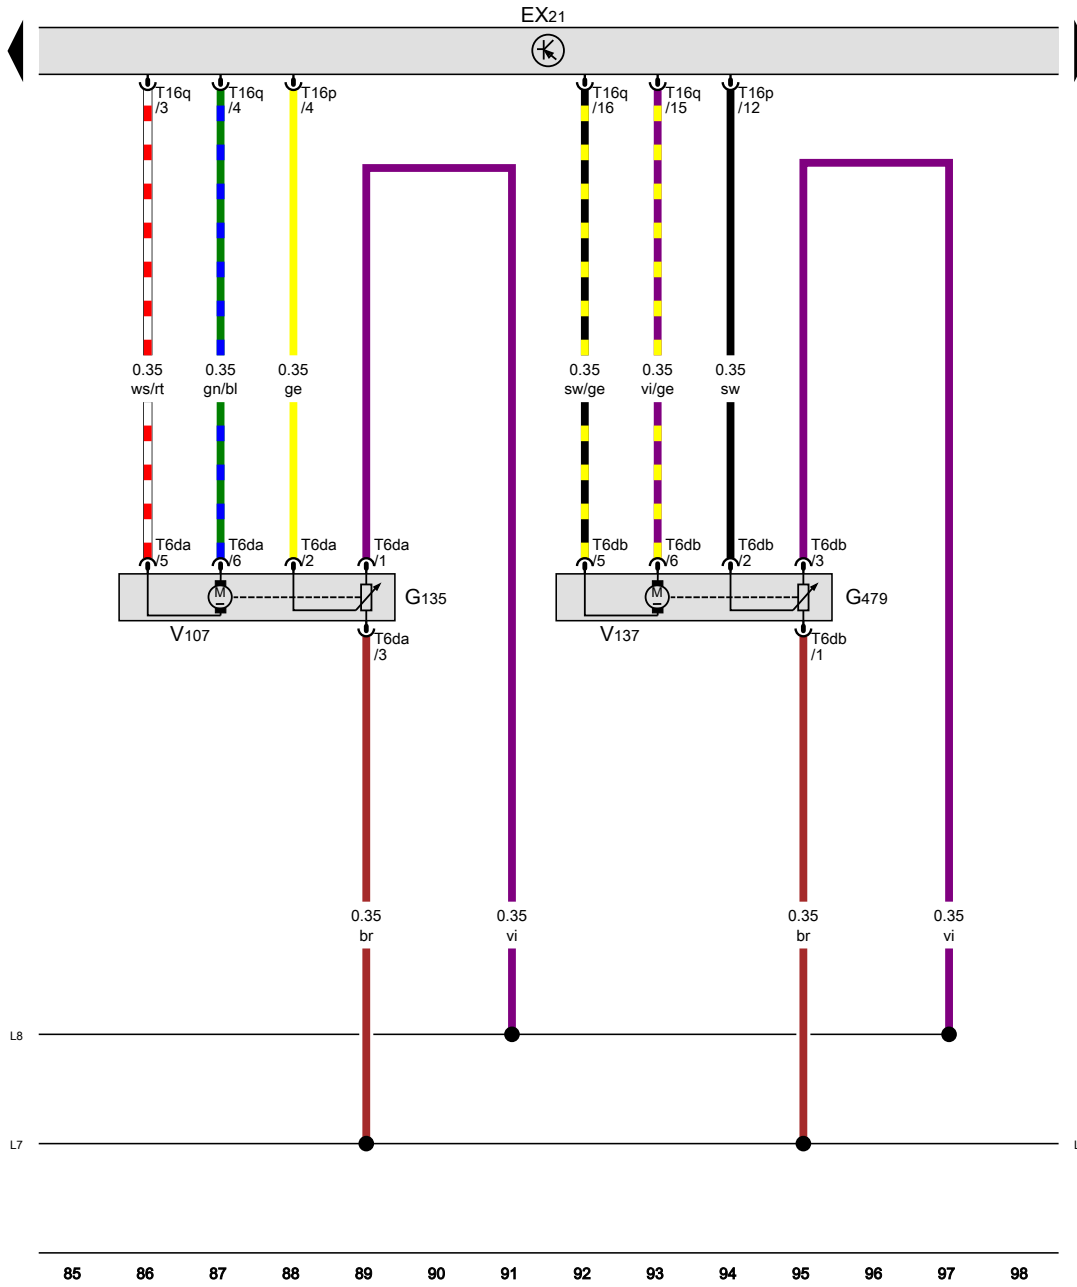 EX21
T16q
/3
T16q
/4
T16p
/4
T16q
/16
T16q
/15
T16p
/12
0.35
ws/rt
0.35
gn/bl
0.35
ge
0.35
sw/ge
0.35
vi/ge
0.35
sw
T6da
/5
T6da
/6
T6da
/2
T6da
/1
T6db
/5
T6db
/6
T6db
/2
T6db
/3
M
G135
M
G479
V107
T6da
/3
V137
T6db
/1
0.35
br
0.35
vi
0.35
br
0.35
vi
L8
L7
L
85 86 87 88 89 90 91 92 93 94 95 96 97 98